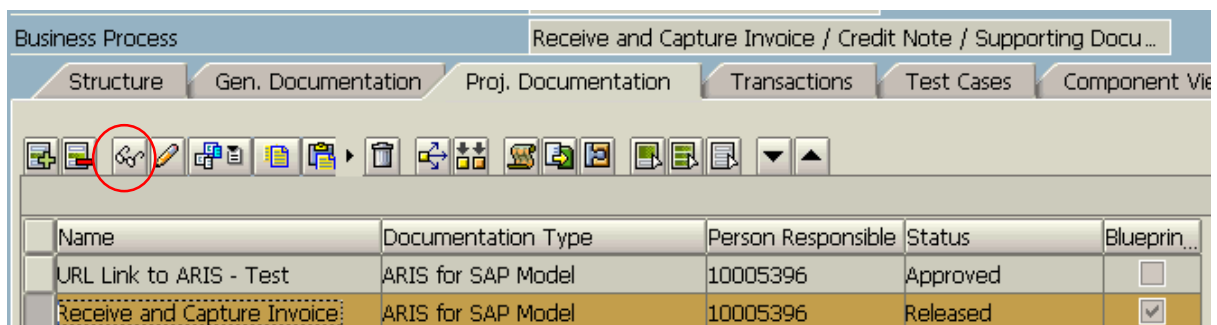 Business Process Receive and Capture Invoice / Credit Note / Supporting Docu...
Structure Gen. Documentation Proj. Documentation Transactions Test Cases Component Vie
Name Documentation Type Person Responsible Status Blueprin...
URL Link to ARIS - Test ARIS for SAP Model 10005396 Approved
Receive and Capture Invoice ARIS for SAP Model 10005396 Released